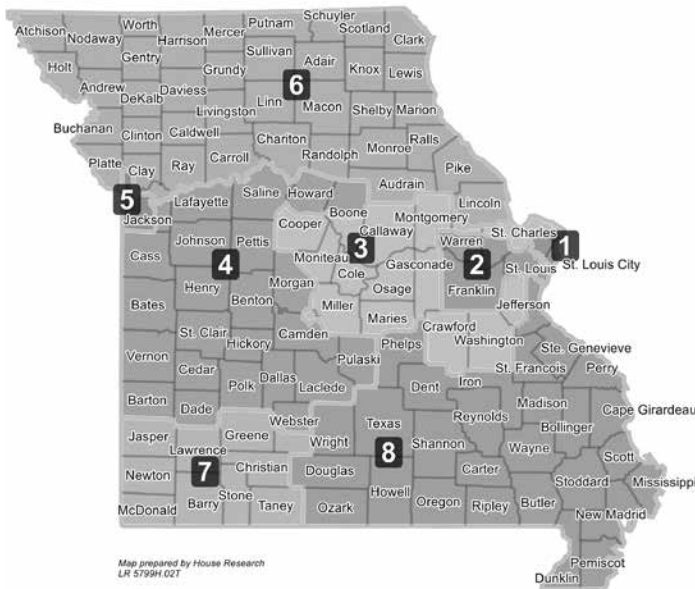 Schuyler
Worth
Putnam
Scotland
Atchison
Nodaway
Harrison
Mercer
Clark
Gentry
Sullivan
Adair
Holt
Grundy
Knox
Lewis
Andrew
DeKalb
Daviess
6
Livingston
Linn
Macon
Shelby
Marion
Buchanan
Clinton
Caldwell
Chariton
Ralls
Monroe
Platte
Clay
Ray
Carroll
Randolph
Pike
Audrain
5
Jackson
Lafayette
Saline
Howard
Boone
Lincoln
Montgomery
Cooper
Callaway
St. Charles
Johnson
Pettis
3
Warren
1
Cass
4
Moniteau
Cole
Gasconade
2
St. Louis
St. Louis City
Henry
Morgan
Osage
Franklin
Bates
Benton
Miller
Jefferson
Maries
St. Clair
Camden
Crawford
Washington
Hickory
Phelps
Ste. Genevieve
Vernon
Pulaski
St. Francois
Perry
Cedar
Dallas
Polk
Laclede
Dent
Iron
Barton
Dade
Madison
Cape Girardeau
Webster
Texas
Reynolds
Bollinger
Jasper
Greene
Wright
Lawrence
8
Shannon
Wayne
Scott
Newton
7
Christian
Douglas
Carter
Stoddard
Mississippi
Stone
Howell
McDonald
Barry
Taney
Ozark
Oregon
Ripley
Butler
New Madrid
Pemiscot
Dunklin
Map prepared by House Research
LR 5799H.02T